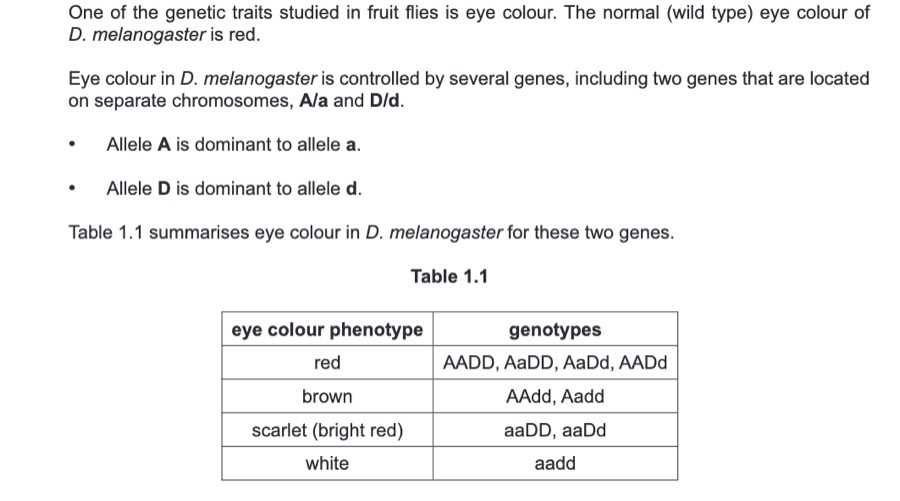 One of the genetic traits studied in fruit flies is eye colour. The normal (wild type) eye colour of
D. melanogaster is red.
Eye colour in D. melanogaster is controlled by several genes, including two genes that are located
on separate chromosomes, A/a and D/d.
• Allele A is dominant to allele a.
• Allele D is dominant to allele d.
Table 1.1 summarises eye colour in D. melanogaster for these two genes.
Table 1.1
eye colour phenotype genotypes
red AADD, AaDD, AaDd, AADd
brown AAdd, Aadd
scarlet (bright red) aaDD, aaDd
white aadd